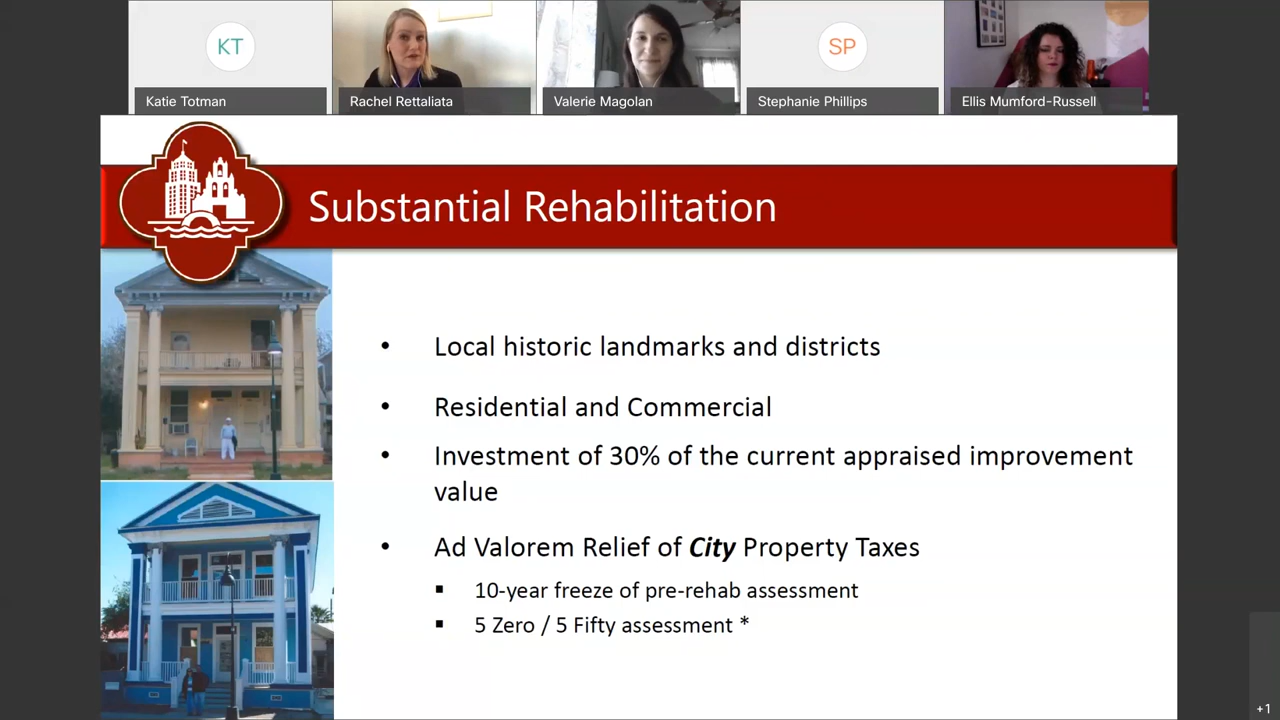 KT
SP
Katie Totman
Rachel Rettaliata
Valerie Magolan
Stephanie Phillips
Ellis Mumford-Russell
Substantial Rehabilitation
• Local historic landmarks and districts
• Residential and Commercial
• Investment of 30% of the current appraised improvement
value
• Ad Valorem Relief of City Property Taxes
▪ 10-year freeze of pre-rehab assessment
▪ 5 Zero / 5 Fifty assessment *
+1